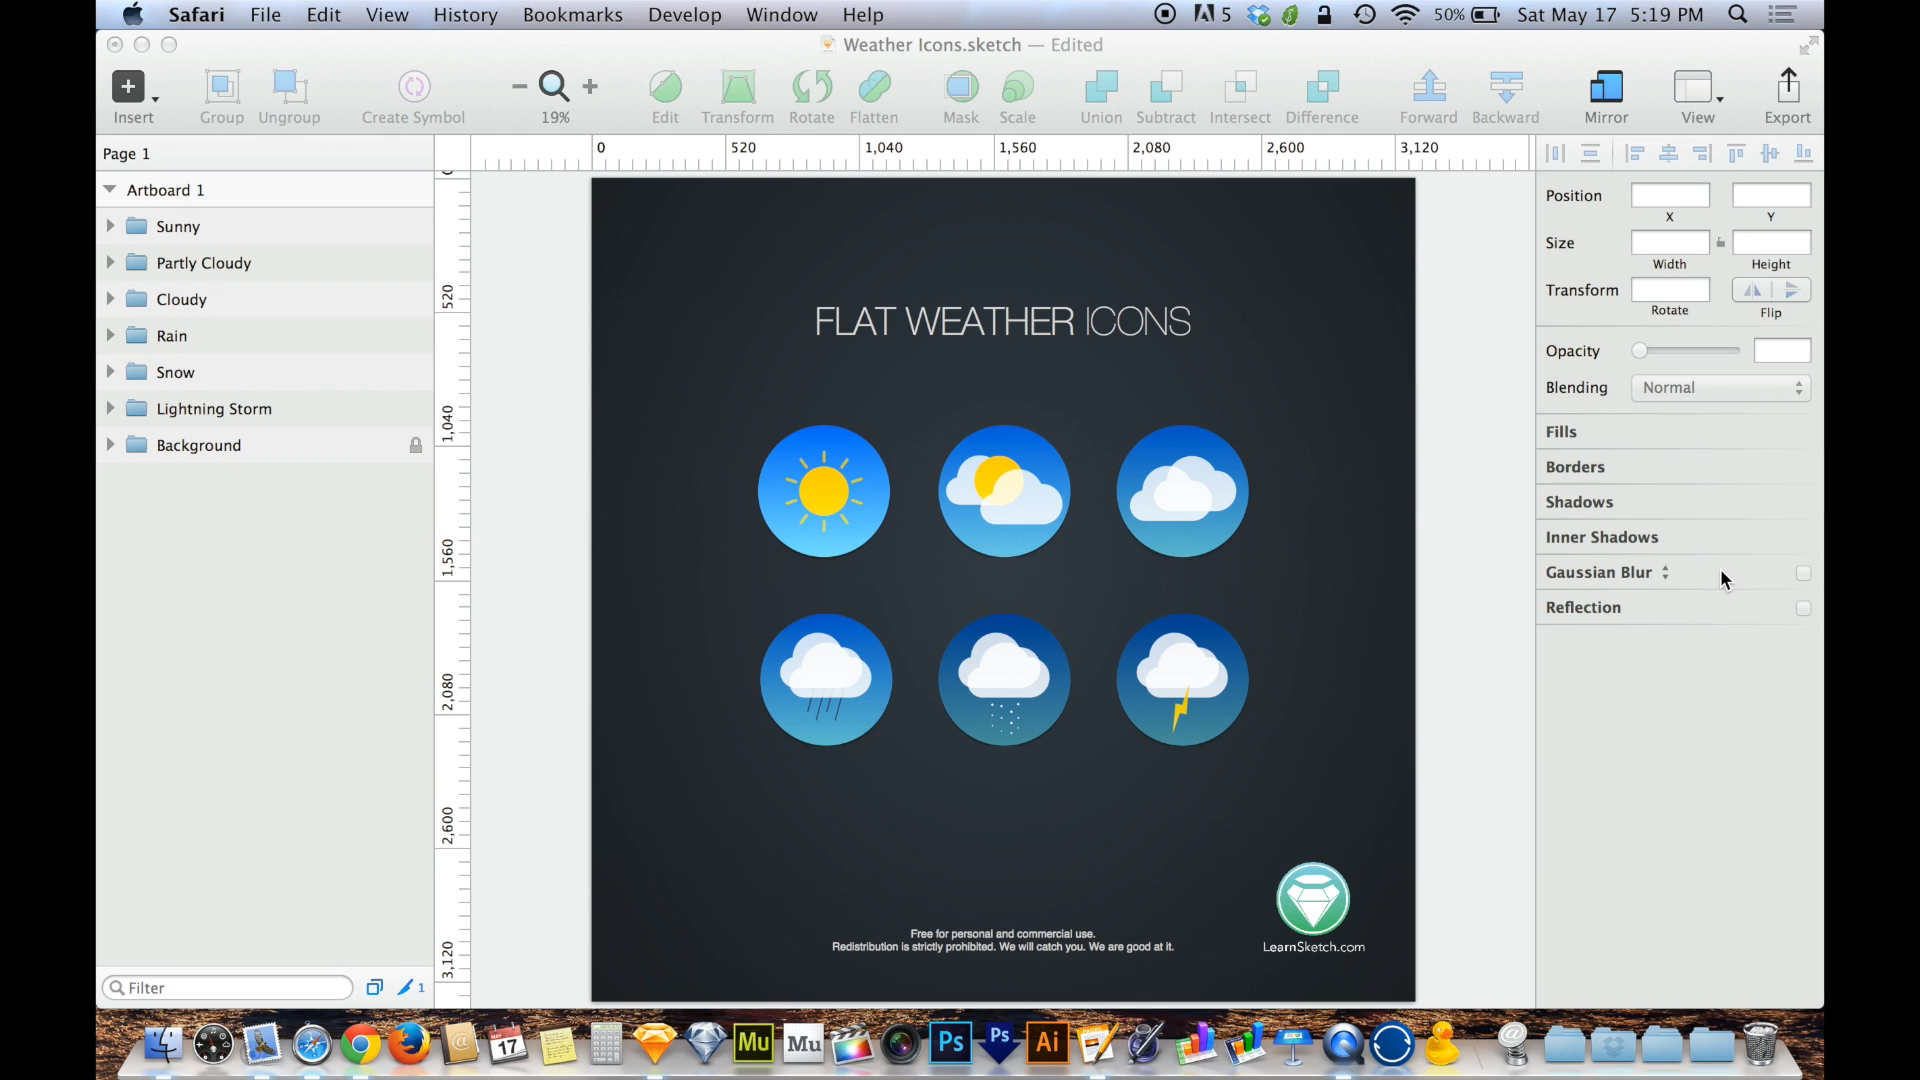 Safari File Edit View History Bookmarks Develop Window Help
5 50% Sat May 17 5:19 PM
Weather Icons.sketch — Edited
Insert Group Ungroup Create Symbol 19% Edit Transform Rotate Flatten Mask Scale Union Subtract Intersect Difference Forward Backward Mirror View Export
Page 1
0 520 1,040 1,560 2,080 2,600 3,120
Artboard 1
Sunny
Partly Cloudy
Cloudy
Rain
Snow
Lightning Storm
Background
520
1,040
1,560
2,080
2,600
3,120
FLAT WEATHER ICONS
Free for personal and commercial use.
Redistribution is strictly prohibited. We will catch you. We are good at it.
LearnSketch.com
Position
X Y
Size
Width Height
Transform
Rotate Flip
Opacity
Blending Normal
Fills
Borders
Shadows
Inner Shadows
Gaussian Blur
Reflection
Filter
1
MAY
17
Mu
Mu
Ps
Ps
Ai